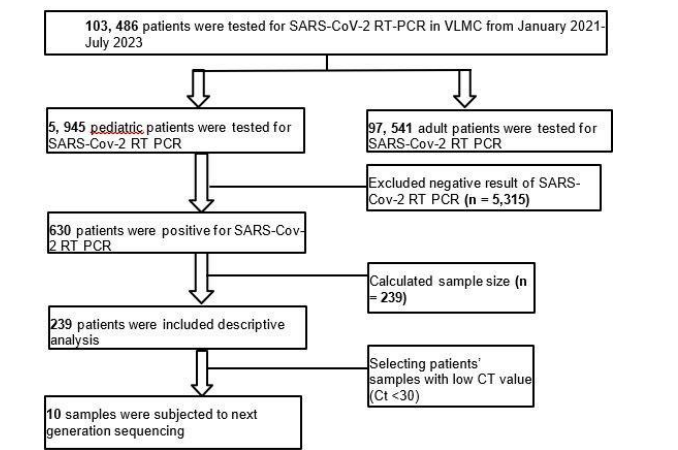 103, 486 patients were tested for SARS-CoV-2 RT-PCR in VLMC from January 2021-
July 2023
5, 945 pediatric patients were tested for
SARS-Cov-2 RT PCR
97, 541 adult patients were tested for
SARS-Cov-2 RT PCR
Excluded negative result of SARS-
Cov-2 RT PCR (n = 5,315)
630 patients were positive for SARS-Cov-
2 RT PCR
Calculated sample size (n
= 239)
239 patients were included descriptive
analysis
Selecting patients'
samples with low CT value
(Ct <30)
10 samples were subjected to next
generation sequencing